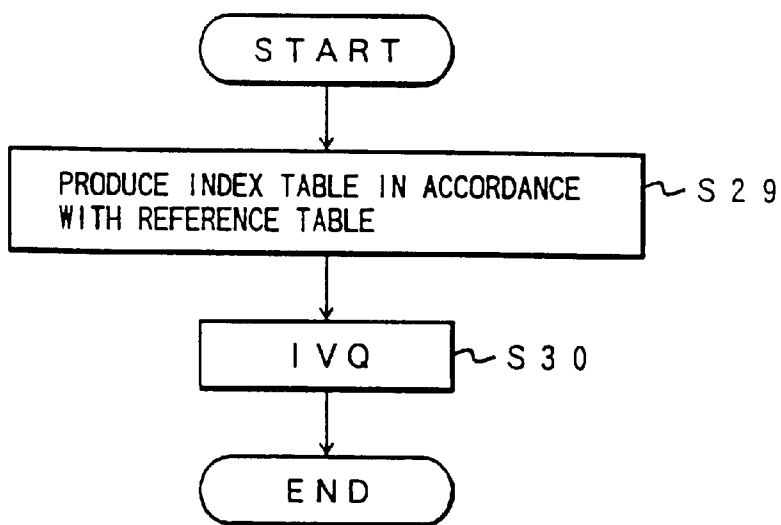 START
PRODUCE INDEX TABLE IN ACCORDANCE
WITH REFERENCE TABLE
S29
IVQ
S30
END